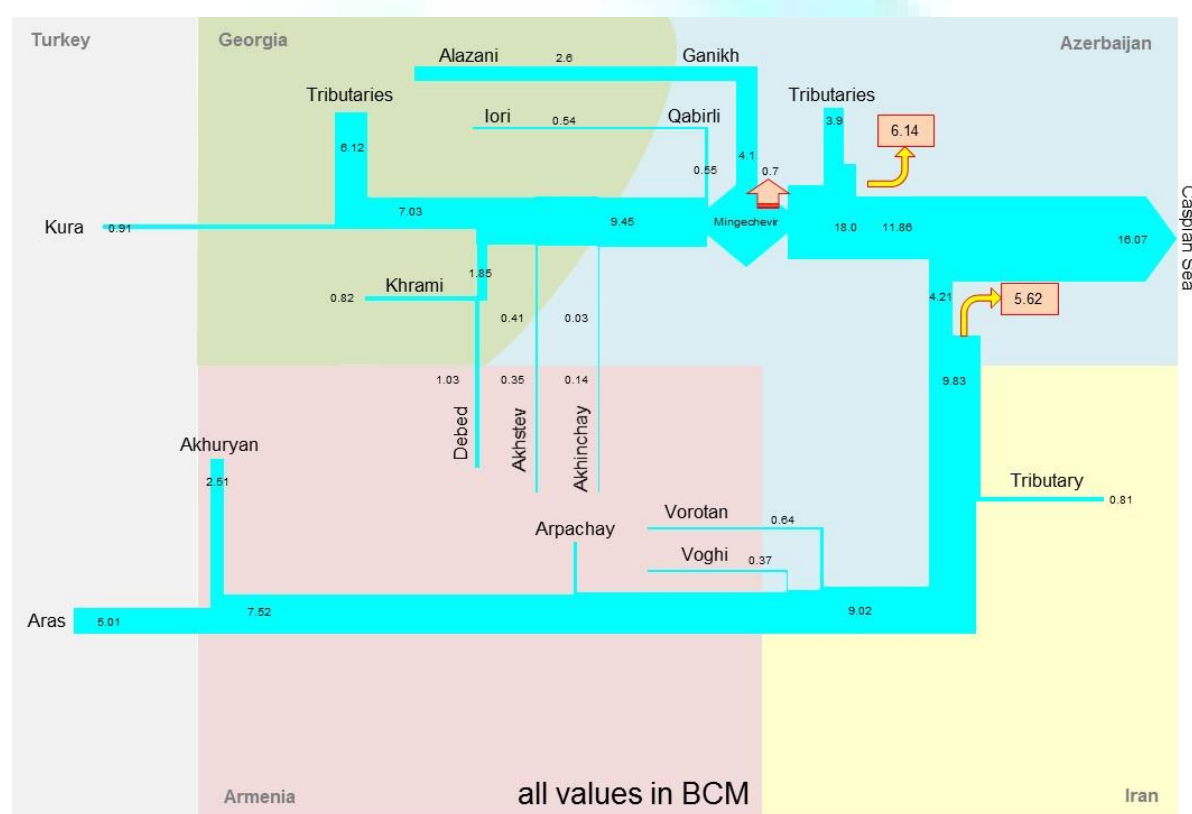 Turkey
Georgia
Azerbaijan
Alazani 2.6 Ganikh
Tributaries
Tributaries
Iori 0.54 Qabirli
3.9
6.14
6.12
4.1
0.55
0.7
7.03
9.45
Mingechevir
18.0
11.86
16.07
Caspian Sea
Kura 0.91
1.85
Khrami
0.82
4.21
5.62
0.41
0.03
1.03
0.35
0.14
9.83
Debed
Akhstev
Akhinchay
Akhuryan
2.51
Tributary 0.81
Vorotan 0.64
Arpachay
Voghi 0.37
7.52
9.02
Aras 5.01
all values in BCM
Armenia
Iran